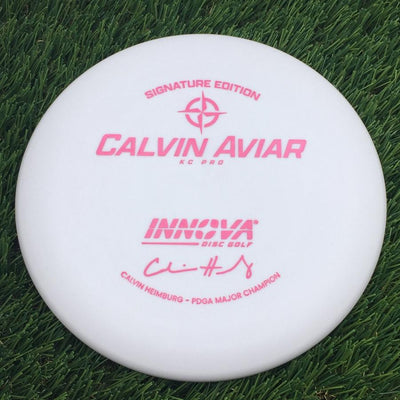 SIGNATURE EDITION
CALVIN AVIAR
KC PRO
INNOVA®
DISC GOLF
CALVIN HEIMBURG - PDGA MAJOR CHAMPION